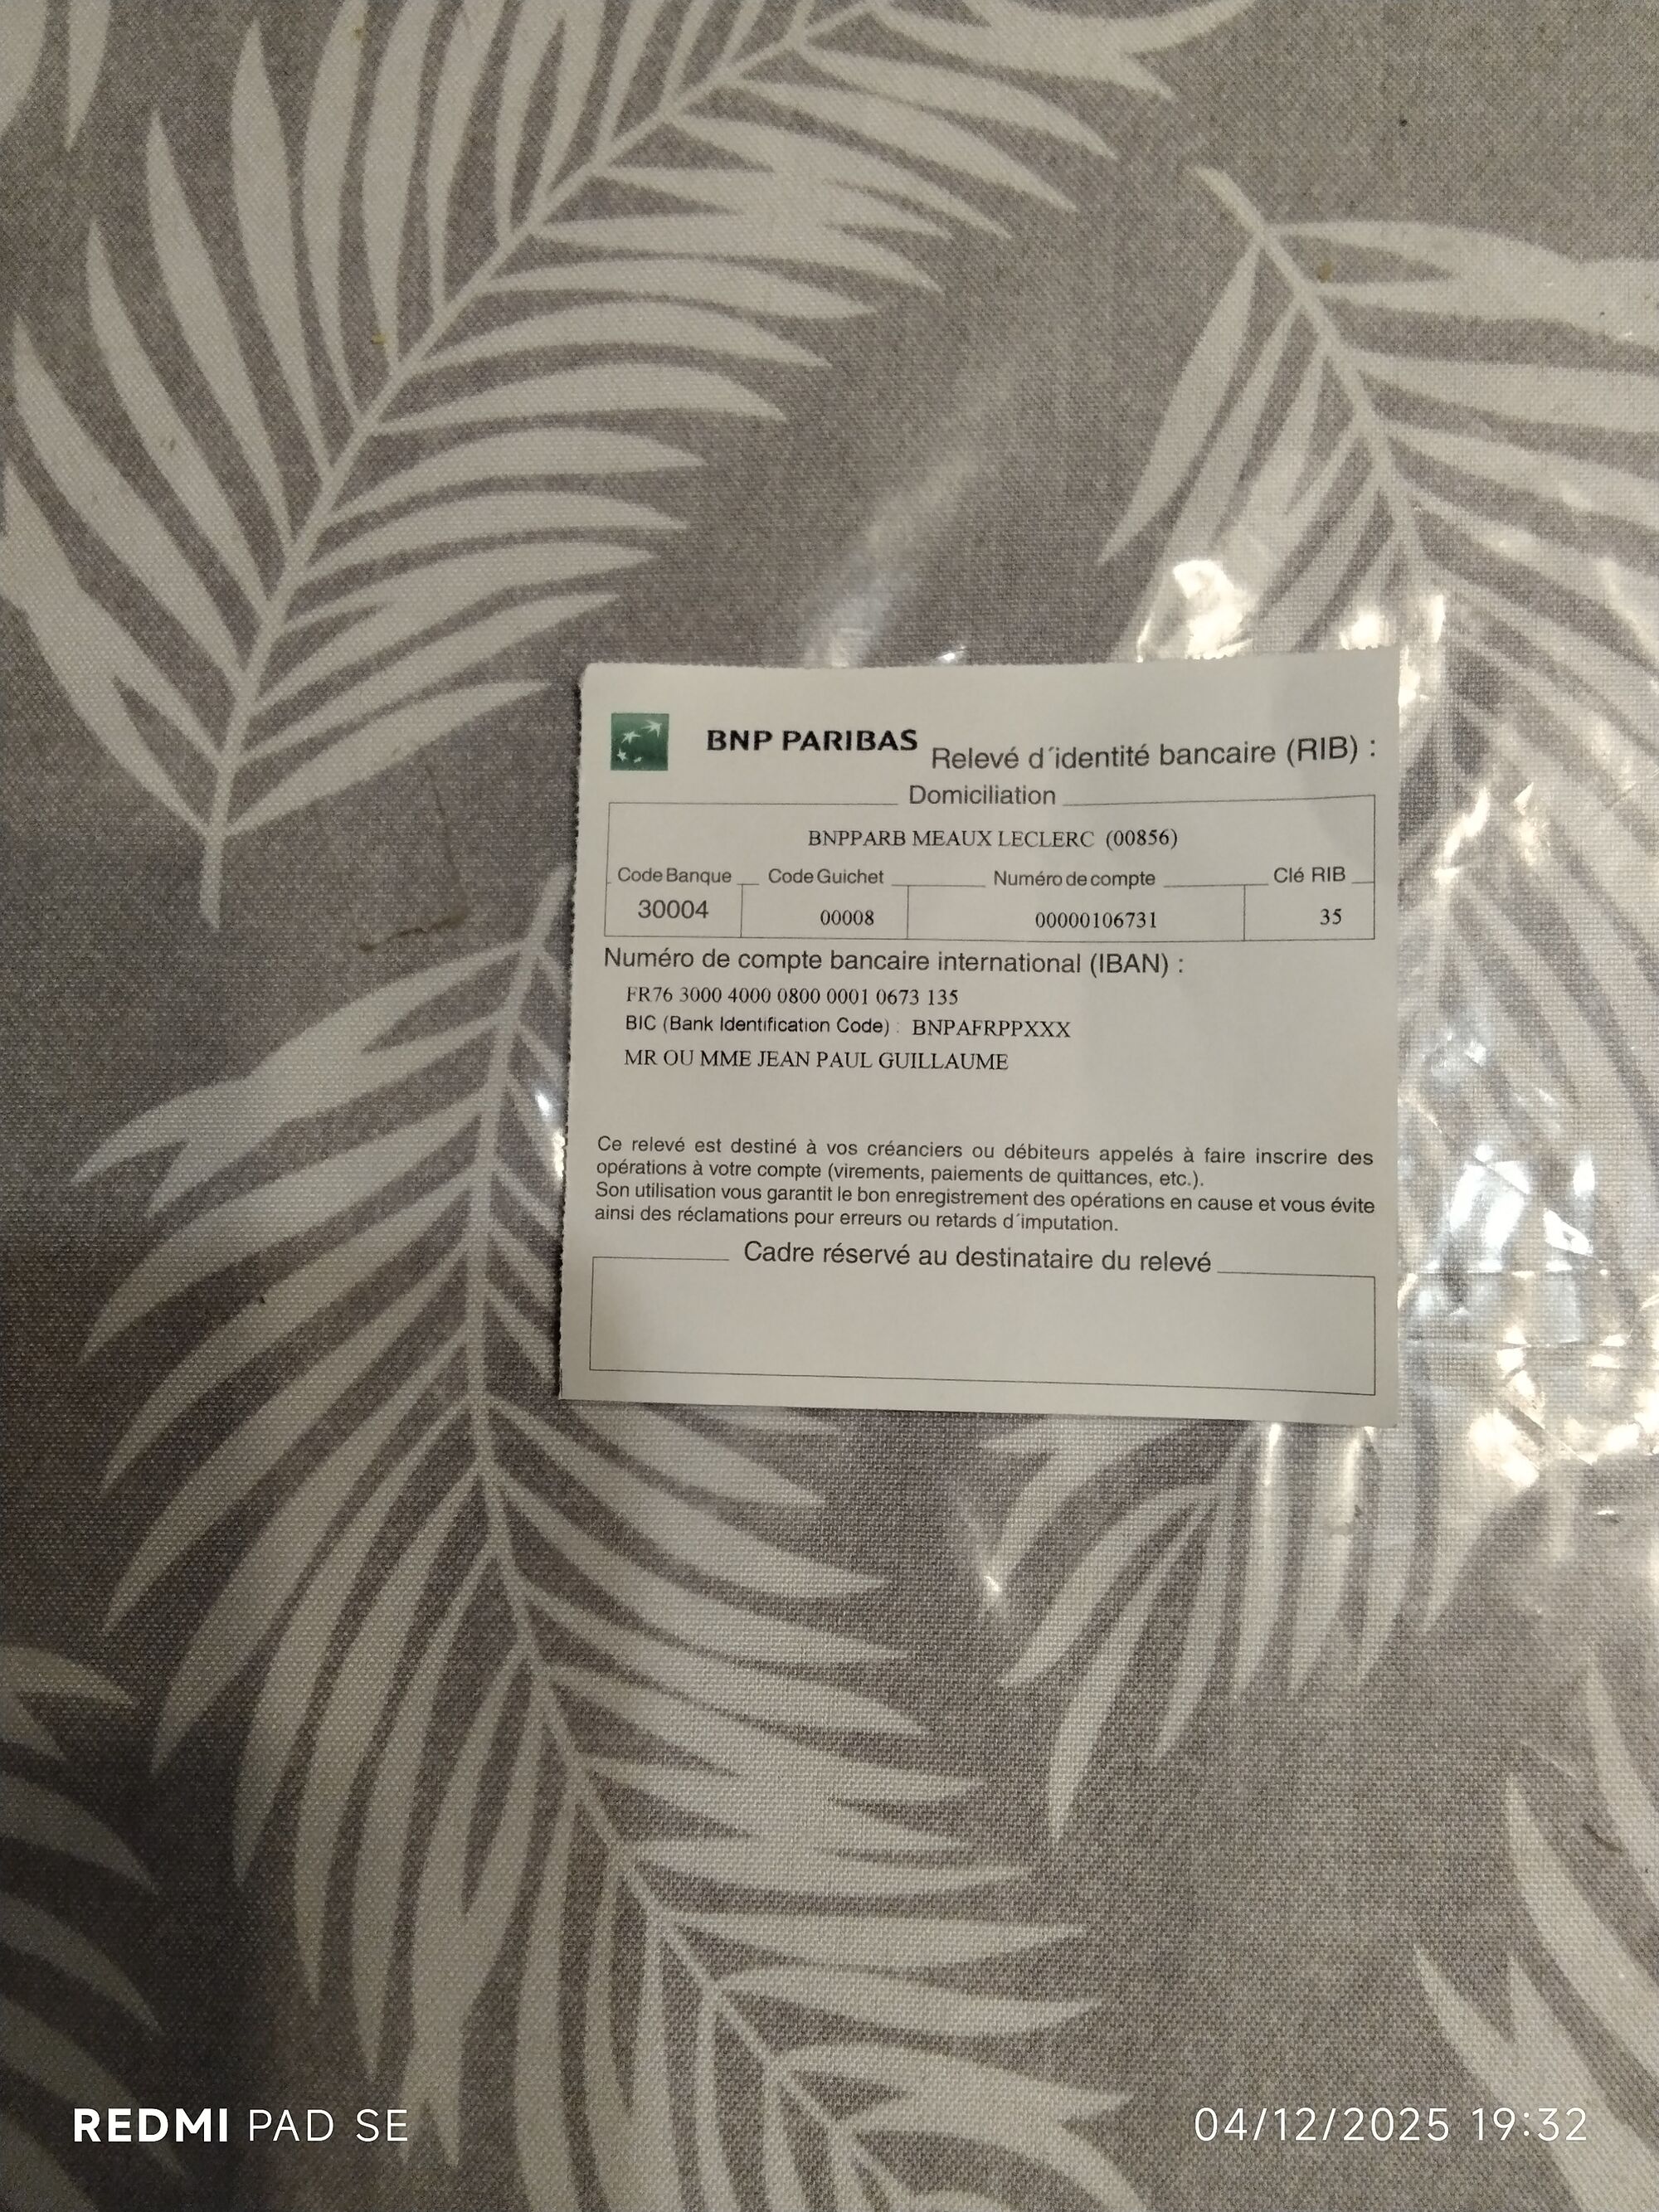 BNP PARIBAS Relevé d´identité bancaire (RIB) :
Domiciliation
BNPPARB MEAUX LECLERC (00856)
Code Banque Code Guichet Numéro de compte Clé RIB
30004 00008 00000106731 35
Numéro de compte bancaire international (IBAN) :
FR76 3000 4000 0800 0001 0673 135
BIC (Bank Identification Code) : BNPAFRPPXXX
MR OU MME JEAN PAUL GUILLAUME
Ce relevé est destiné à vos créanciers ou débiteurs appelés à faire inscrire des
opérations à votre compte (virements, paiements de quittances, etc.).
Son utilisation vous garantit le bon enregistrement des opérations en cause et vous évite
ainsi des réclamations pour erreurs ou retards d´imputation.
Cadre réservé au destinataire du relevé
REDMI PAD SE 04/12/2025 19:32